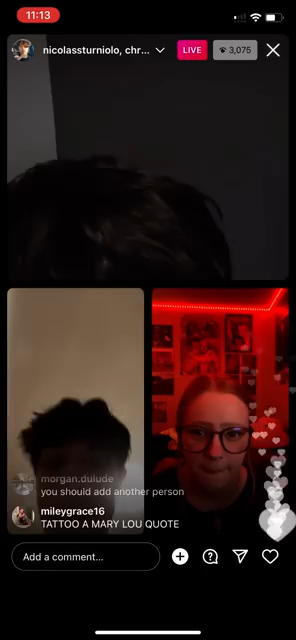 11:13
nicolassturniolo, chr...
LIVE
3,075
morgan.dulude
you should add another person
mileygrace16
TATTOO A MARY LOU QUOTE
Add a comment...